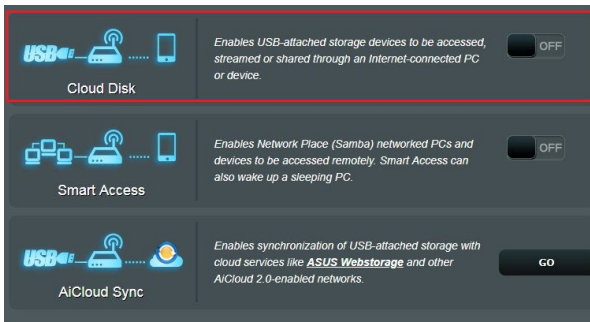 Enables USB-attached storage devices to be accessed,
streamed or shared through an Internet-connected PC
or device.
OFF
USB
Cloud Disk
Enables Network Place (Samba) networked PCs and
devices to be accessed remotely. Smart Access can
also wake up a sleeping PC.
OFF
Smart Access
Enables synchronization of USB-attached storage with
cloud services like ASUS Webstorage and other
AiCloud 2.0-enabled networks.
GO
USB
AiCloud Sync